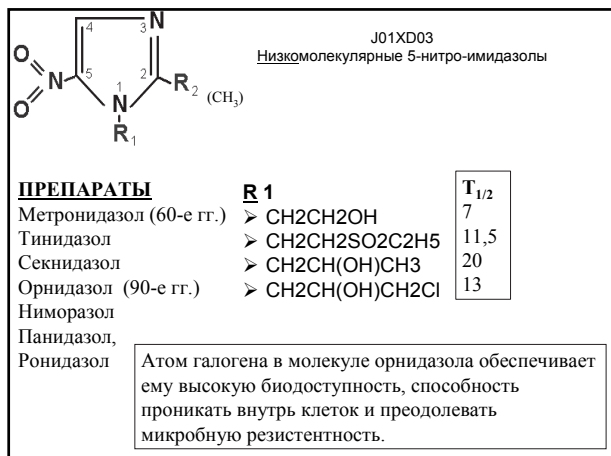 J01XD03
Низкомолекулярные 5-нитро-имидазолы
4
3
N
O
5
1
2
N
R2 (CH3)
O
N
R1
ПРЕПАРАТЫ R 1 T1/2
Метронидазол (60-е гг.) ➢ CH2CH2OH 7
Тинидазол ➢ CH2CH2SO2C2H5 11,5
Секнидазол ➢ CH2CH(OH)CH3 20
Орнидазол (90-е гг.) ➢ CH2CH(OH)CH2Cl 13
Ниморазол
Панидазол,
Ронидазол
Атом галогена в молекуле орнидазола обеспечивает
ему высокую биодоступность, способность
проникать внутрь клеток и преодолевать
микробную резистентность.